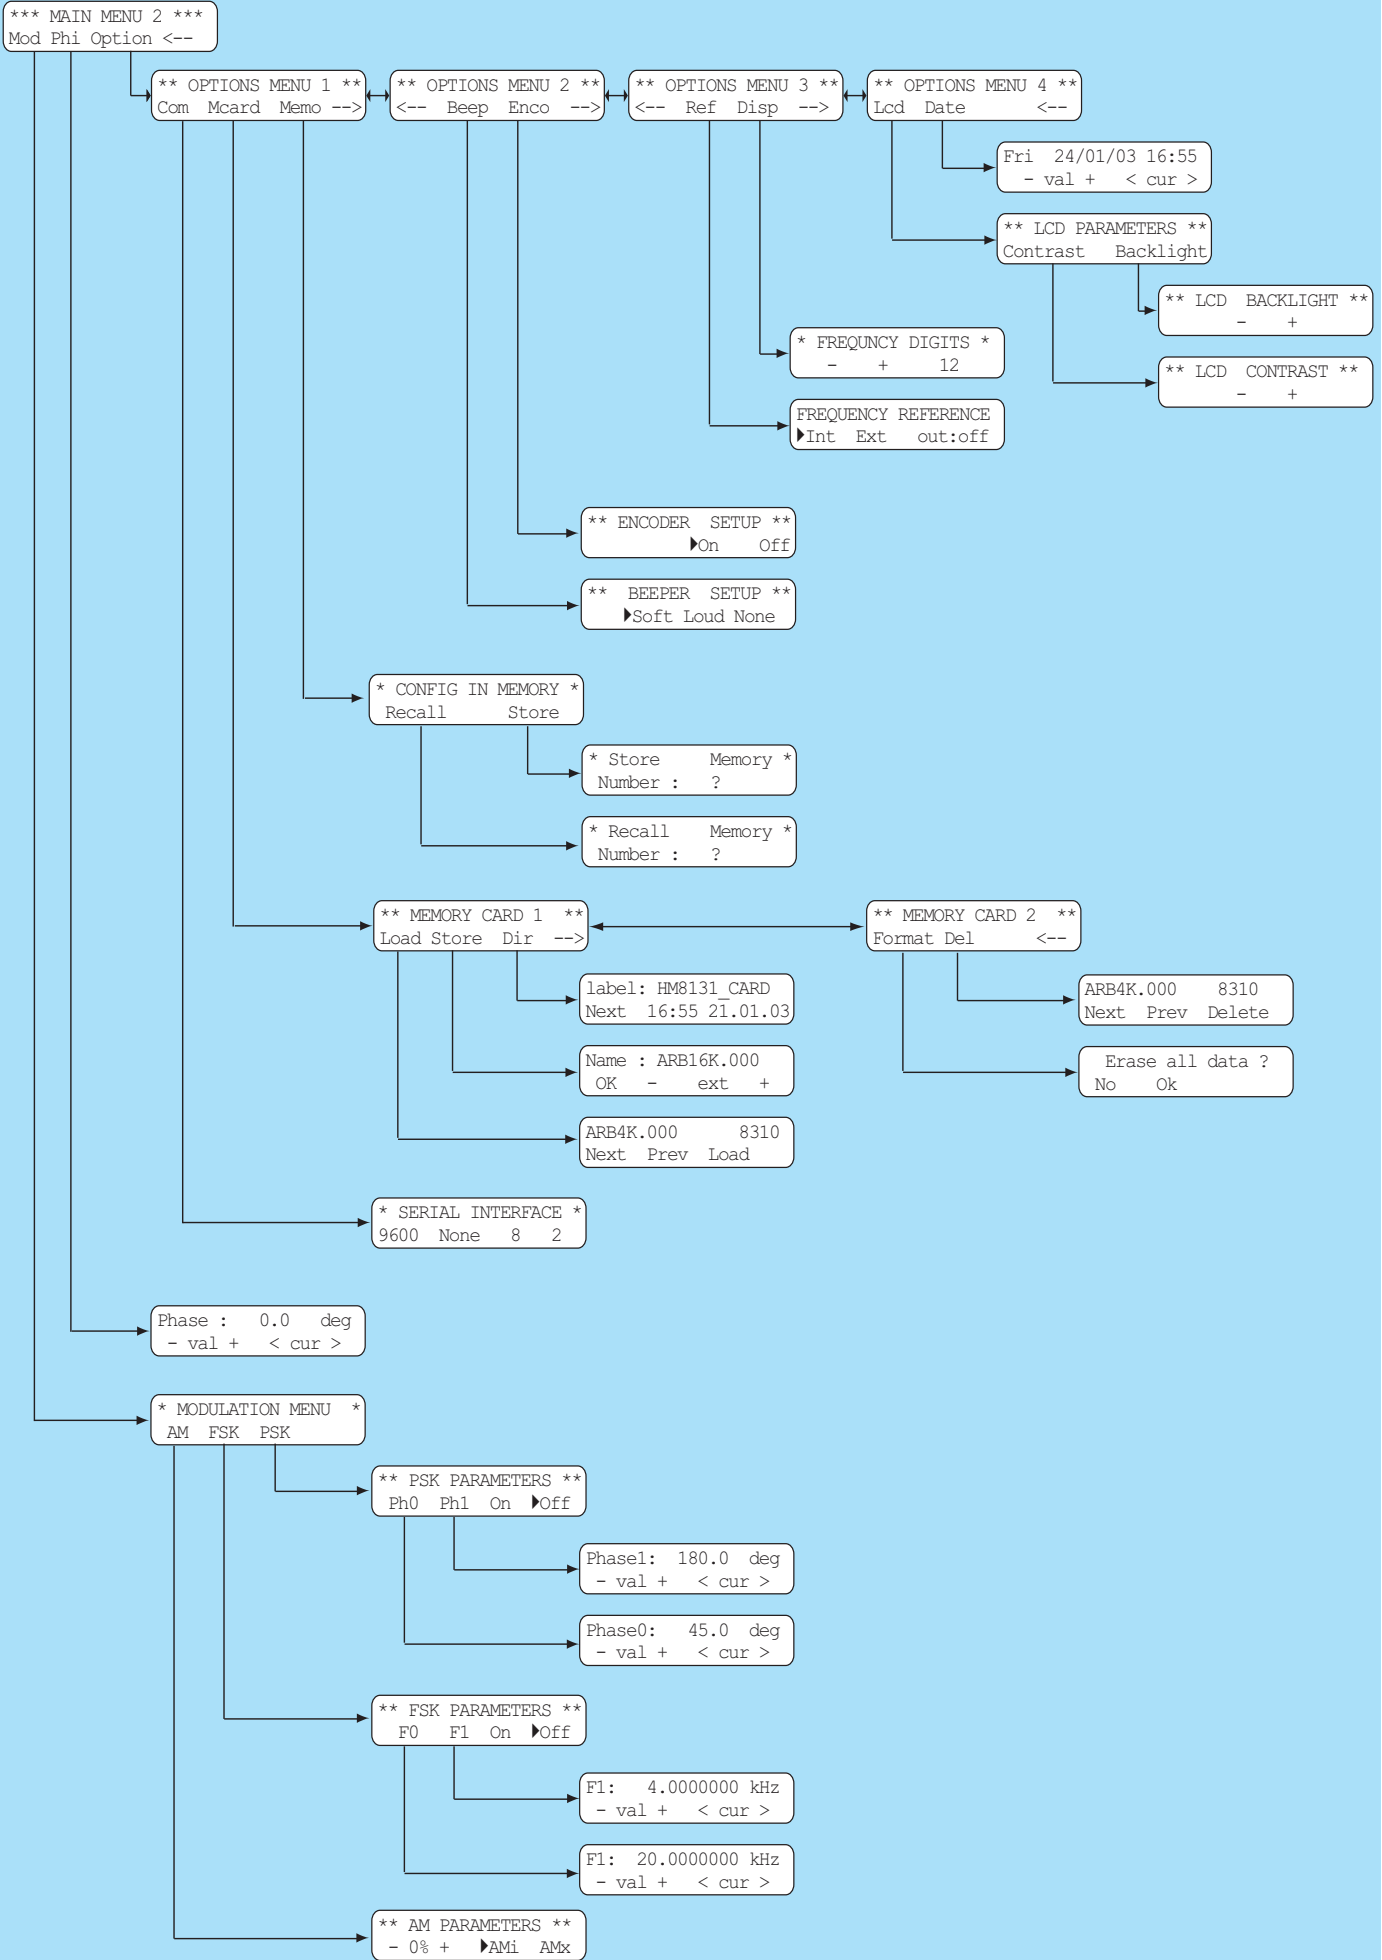 *** MAIN MENU 2 ***
Mod Phi Option <--
** OPTIONS MENU 1 **
Com Mcard Memo -->
** OPTIONS MENU 2 **
<-- Beep Enco -->
** OPTIONS MENU 3 **
<-- Ref Disp -->
** OPTIONS MENU 4 **
Lcd Date <--
Fri 24/01/03 16:55
- val + < cur >
** LCD PARAMETERS **
Contrast Backlight
** LCD BACKLIGHT **
- +
* FREQUNCY DIGITS *
- + 12
** LCD CONTRAST **
- +
FREQUENCY REFERENCE
Int Ext out:off
** ENCODER SETUP **
On Off
** BEEPER SETUP **
Soft Loud None
* CONFIG IN MEMORY *
Recall Store
* Store Memory *
Number : ?
* Recall Memory *
Number : ?
** MEMORY CARD 1 **
Load Store Dir -->
** MEMORY CARD 2 **
Format Del <--
label: HM8131_CARD
Next 16:55 21.01.03
ARB4K.000 8310
Next Prev Delete
Name : ARB16K.000
OK - ext +
Erase all data ?
No Ok
ARB4K.000 8310
Next Prev Load
* SERIAL INTERFACE *
9600 None 8 2
Phase : 0.0 deg
- val + < cur >
* MODULATION MENU *
AM FSK PSK
** PSK PARAMETERS **
Ph0 Ph1 On Off
Phase1: 180.0 deg
- val + < cur >
Phase0: 45.0 deg
- val + < cur >
** FSK PARAMETERS **
F0 F1 On Off
F1: 4.0000000 kHz
- val + < cur >
F1: 20.0000000 kHz
- val + < cur >
** AM PARAMETERS **
- 0% + AMi AMx